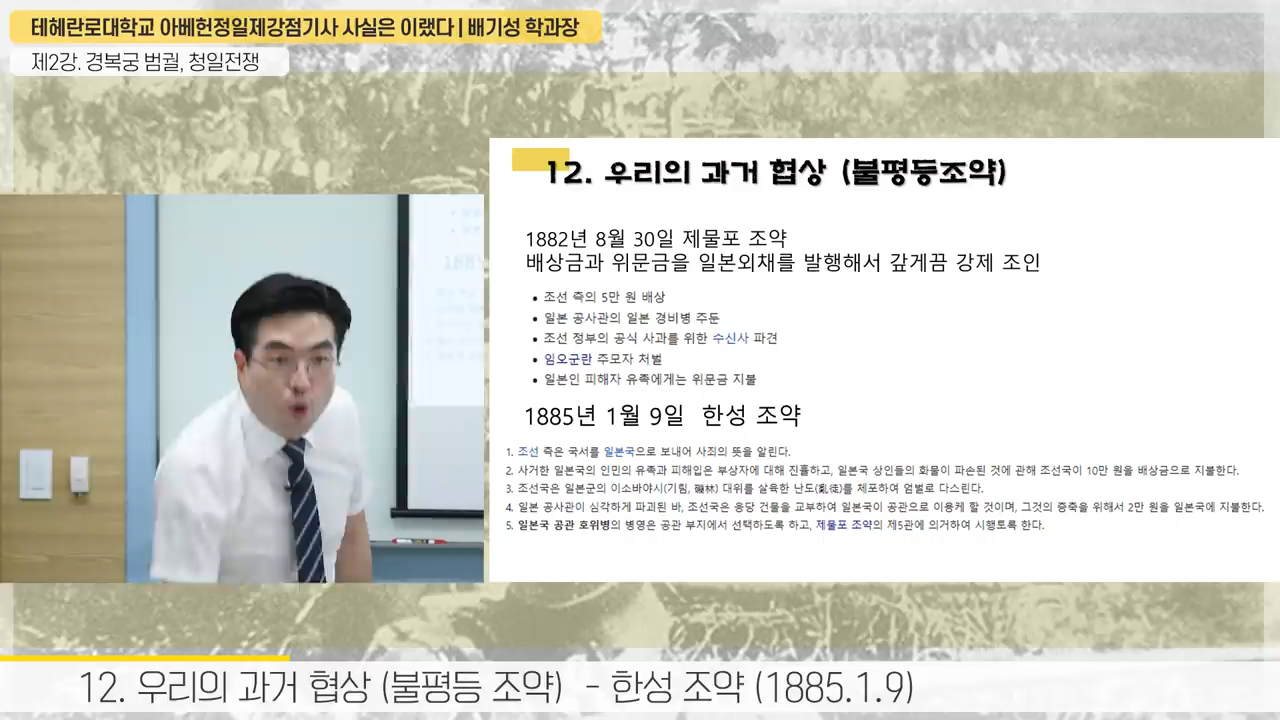 테헤란로대학교 아베헌정일제강점기사 사실은 이랬다 | 배기성 학과장
제2강. 경복궁 범궐, 청일전쟁
12. 우리의 과거 협상 (불평등조약)
1882년 8월 30일 제물포 조약
배상금과 위문금을 일본외채를 발행해서 갚게끔 강제 조인
• 조선 측의 5만 원 배상
• 일본 공사관의 일본 경비병 주둔
• 조선 정부의 공식 사과를 위한 수신사 파견
• 임오군란 주모자 처벌
• 일본인 피해자 유족에게는 위문금 지불
1885년 1월 9일 한성 조약
1. 조선 측은 국서를 일본국으로 보내어 사죄의 뜻을 알린다.
2. 사거한 일본국의 인민의 유족과 피해입은 부상자에 대해 진휼하고, 일본국 상인들의 화물이 파손된 것에 관해 조선국이 10만 원을 배상금으로 지불한다.
3. 조선국은 일본군의 이소바야시(기림, 磯林) 대위를 살육한 난도(亂徒)를 체포하여 엄벌로 다스린다.
4. 일본 공사관이 심각하게 파괴된 바, 조선국은 응당 건물을 교부하여 일본국이 공관으로 이용케 할 것이며, 그것의 증축을 위해서 2만 원을 일본국에 지불한다.
5. 일본국 공관 호위병의 병영은 공관 부지에서 선택하도록 하고, 제물포 조약의 제5관에 의거하여 시행토록 한다.
12. 우리의 과거 협상 (불평등 조약) - 한성 조약 (1885.1.9)